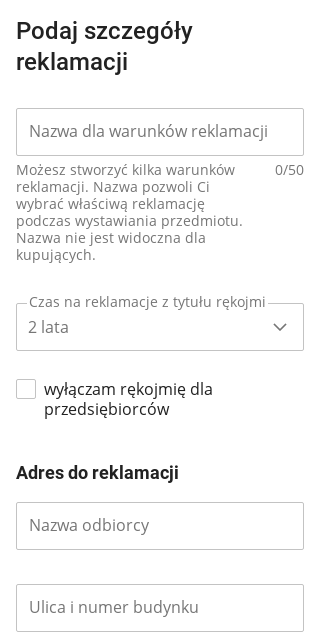 Podaj szczegóły
reklamacji
Nazwa dla warunków reklamacji
Możesz stworzyć kilka warunków 0/50
reklamacji. Nazwa pozwoli Ci
wybrać właściwą reklamację
podczas wystawiania przedmiotu.
Nazwa nie jest widoczna dla
kupujących.
Czas na reklamacje z tytułu rękojmi
2 lata
wyłączam rękojmię dla
przedsiębiorców
Adres do reklamacji
Nazwa odbiorcy
Ulica i numer budynku